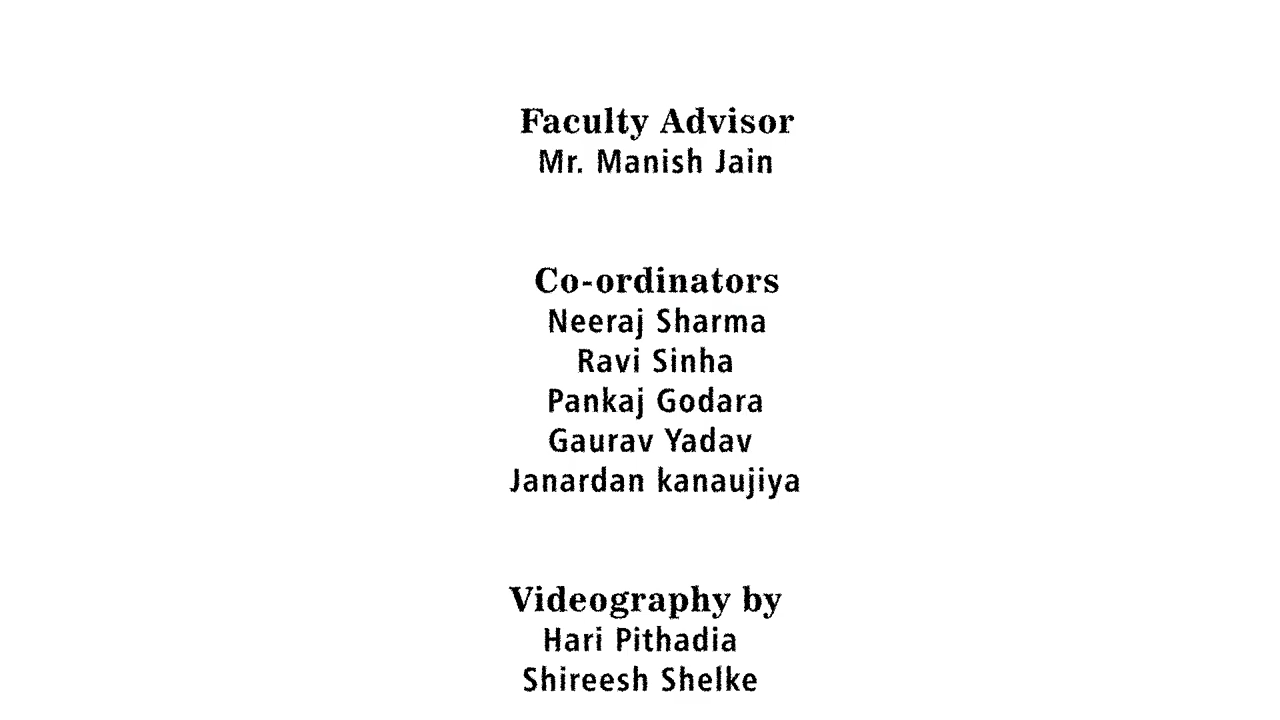 Faculty Advisor
Mr. Manish Jain
Co-ordinators
Neeraj Sharma
Ravi Sinha
Pankaj Godara
Gaurav Yadav
Janardan kanaujiya
Videography by
Hari Pithadia
Shireesh Shelke